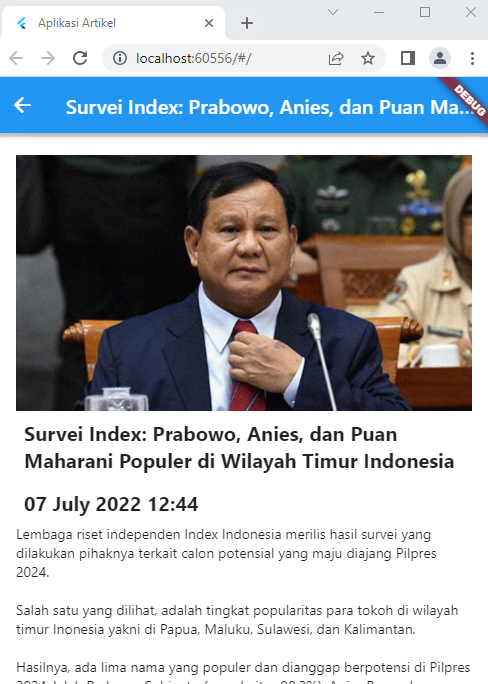 Aplikasi Artikel
localhost:60556/#/
Survei Index: Prabowo, Anies, dan Puan Ma...
DEBUG
Survei Index: Prabowo, Anies, dan Puan
Maharani Populer di Wilayah Timur Indonesia
07 July 2022 12:44
Lembaga riset independen Index Indonesia merilis hasil survei yang
dilakukan pihaknya terkait calon potensial yang maju diajang Pilpres
2024.
Salah satu yang dilihat, adalah tingkat popularitas para tokoh di wilayah
timur Inonesia yakni di Papua, Maluku, Sulawesi, dan Kalimantan.
Hasilnya, ada lima nama yang populer dan dianggap berpotensi di Pilpres